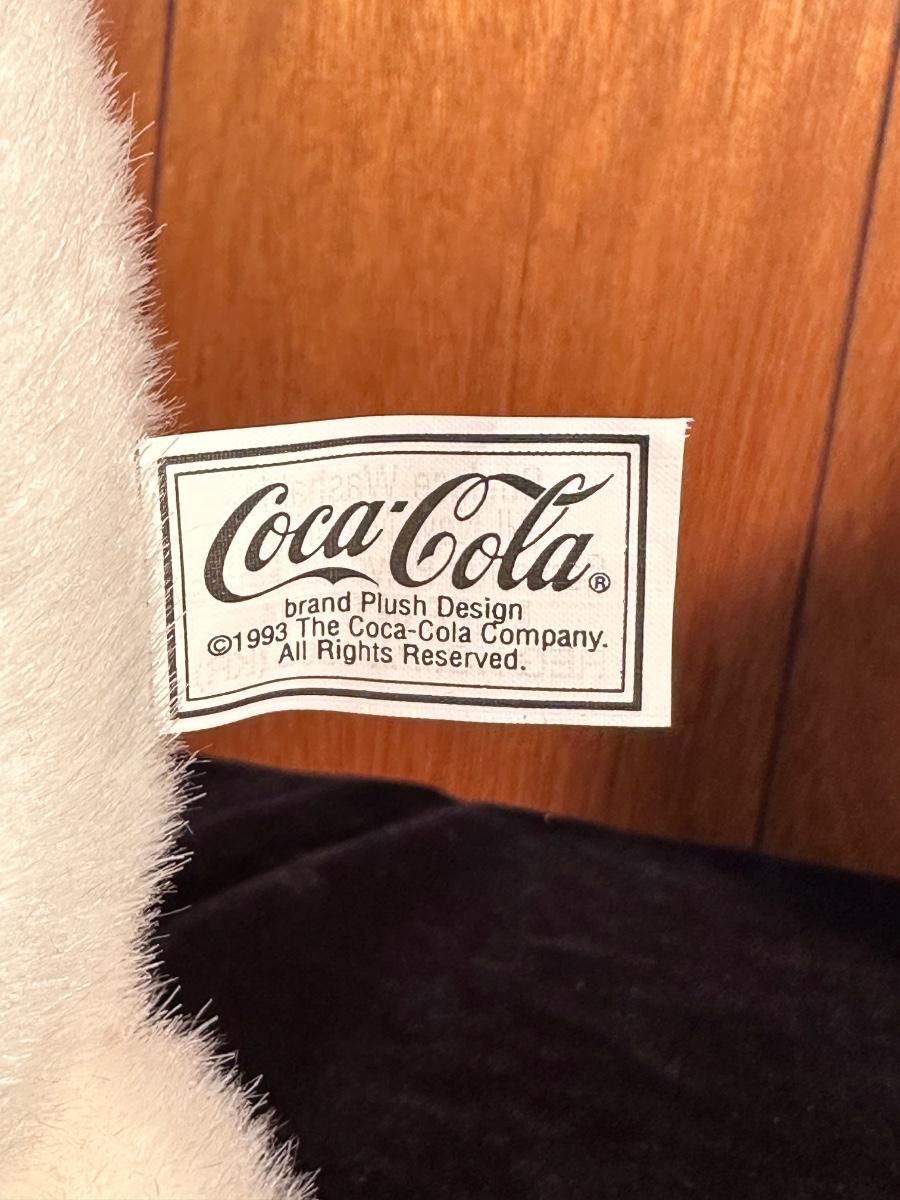 Coca-Cola®
brand Plush Design
©1993 The Coca-Cola Company.
All Rights Reserved.